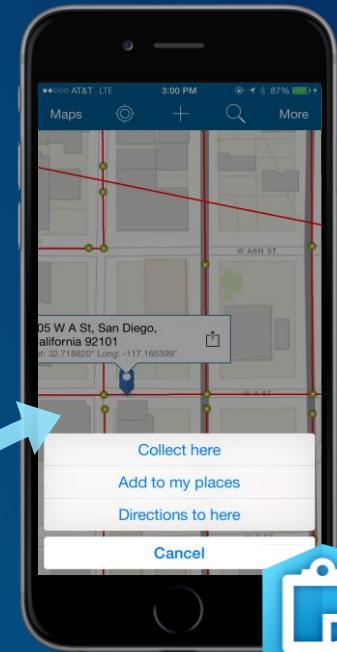 AT&T LTE 3:00 PM 87%
Maps More
W ASH ST
05 W A St, San Diego,
alifornia 92101
at: 32.718820° Long: -117.165399°
W A ST
Collect here
Add to my places
Directions to here
Cancel